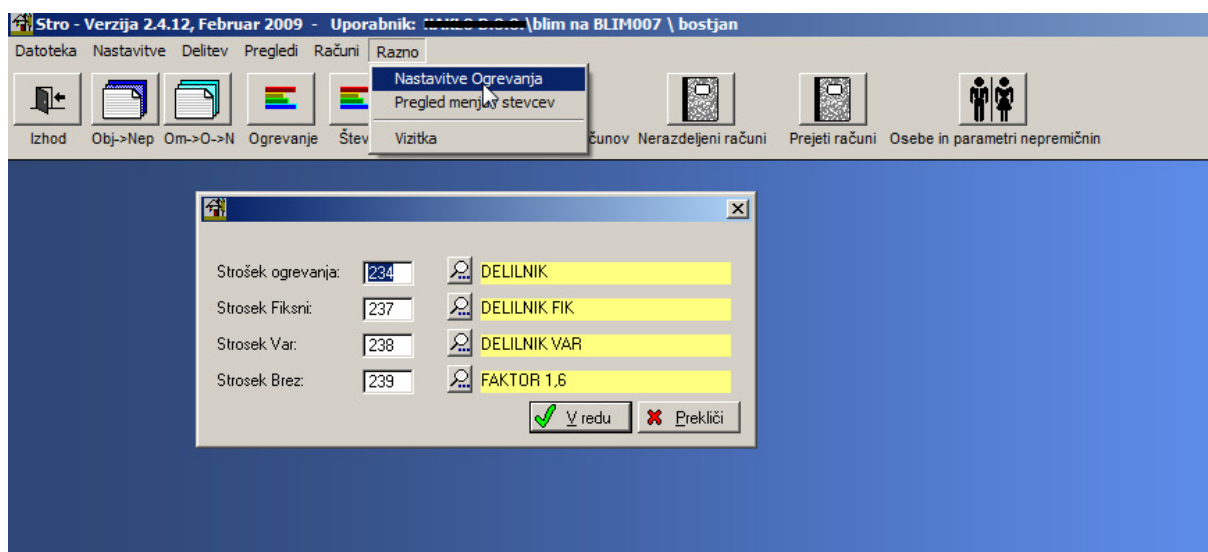 Stro - Verzija 2.4.12, Februar 2009 - Uporabnik: \blim na BLIM007 \ bostjan
Datoteka Nastavitve Delitev Pregledi Računi Razno
Nastavitve Ogrevanja
Pregled menjav stevcev
Vizitka
Izhod Obj->Nep Om->O->N Ogrevanje Štev čunov Nerazdeljeni računi Prejeti računi Osebe in parametri nepremičnin
Strošek ogrevanja: 234 DELILNIK
Strosek Fiksni: 237 DELILNIK FIK
Strosek Var: 238 DELILNIK VAR
Strosek Brez: 239 FAKTOR 1,6
V redu Prekliči